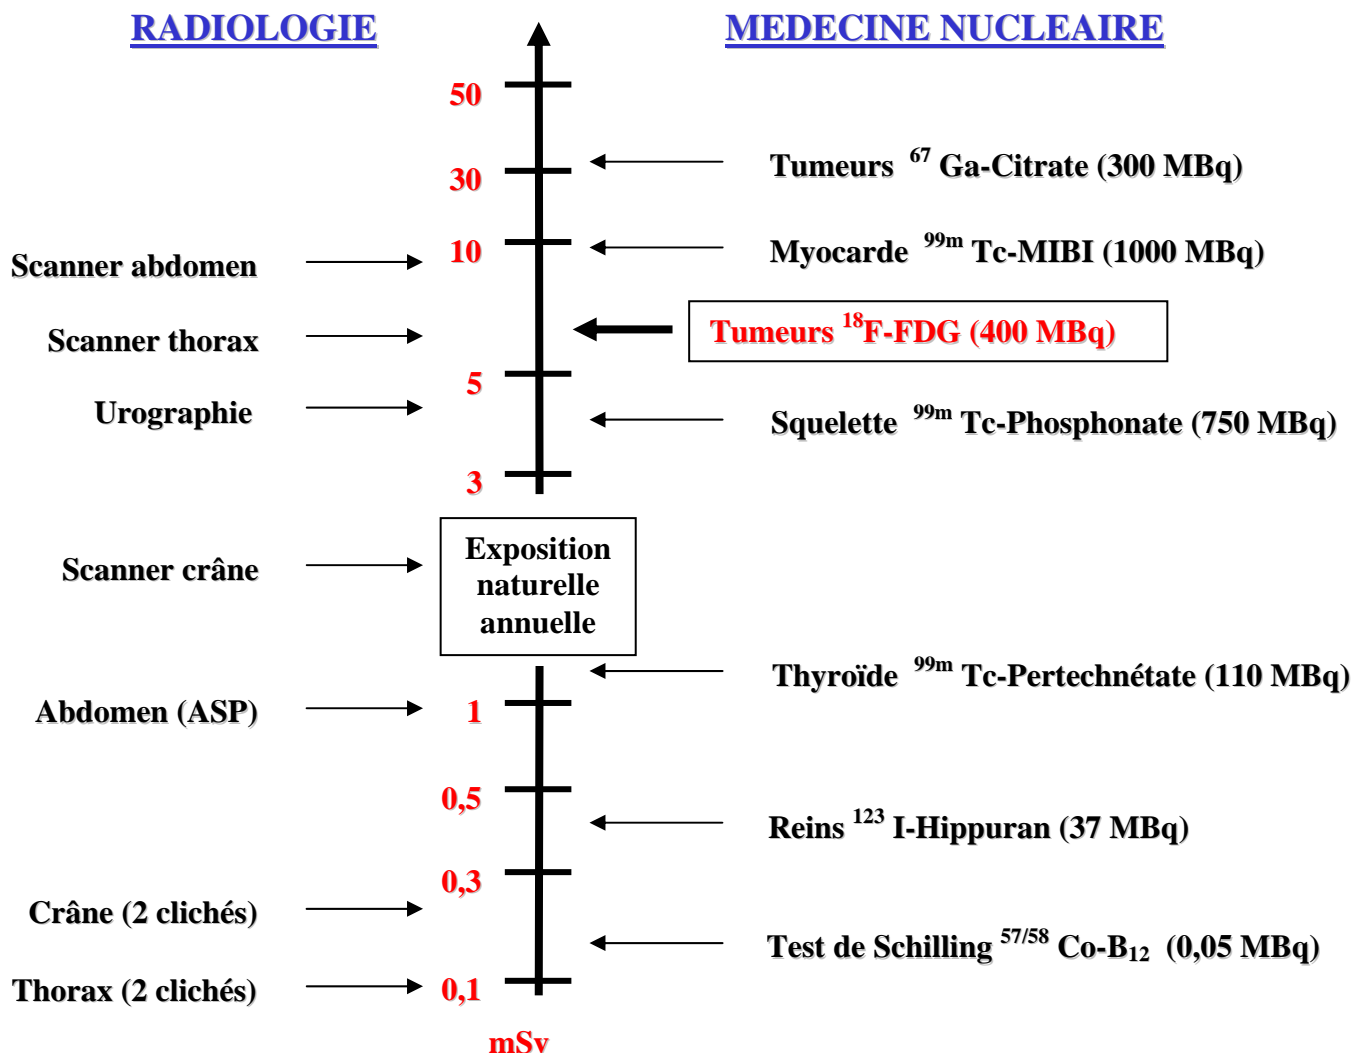 RADIOLOGIE
MEDECINE NUCLEAIRE
50
Tumeurs ⁶⁷ Ga-Citrate (300 MBq)
30
10
Myocarde ⁹⁹ᵐ Tc-MIBI (1000 MBq)
Scanner abdomen
Tumeurs ¹⁸F-FDG (400 MBq)
Scanner thorax
5
Urographie
Squelette ⁹⁹ᵐ Tc-Phosphonate (750 MBq)
3
Exposition
naturelle
annuelle
Scanner crâne
Thyroïde ⁹⁹ᵐ Tc-Pertechnétate (110 MBq)
Abdomen (ASP)
1
0,5
Reins ¹²³ I-Hippuran (37 MBq)
0,3
Crâne (2 clichés)
Test de Schilling ⁵⁷/⁵⁸ Co-B₁₂ (0,05 MBq)
Thorax (2 clichés)
0,1
mSv